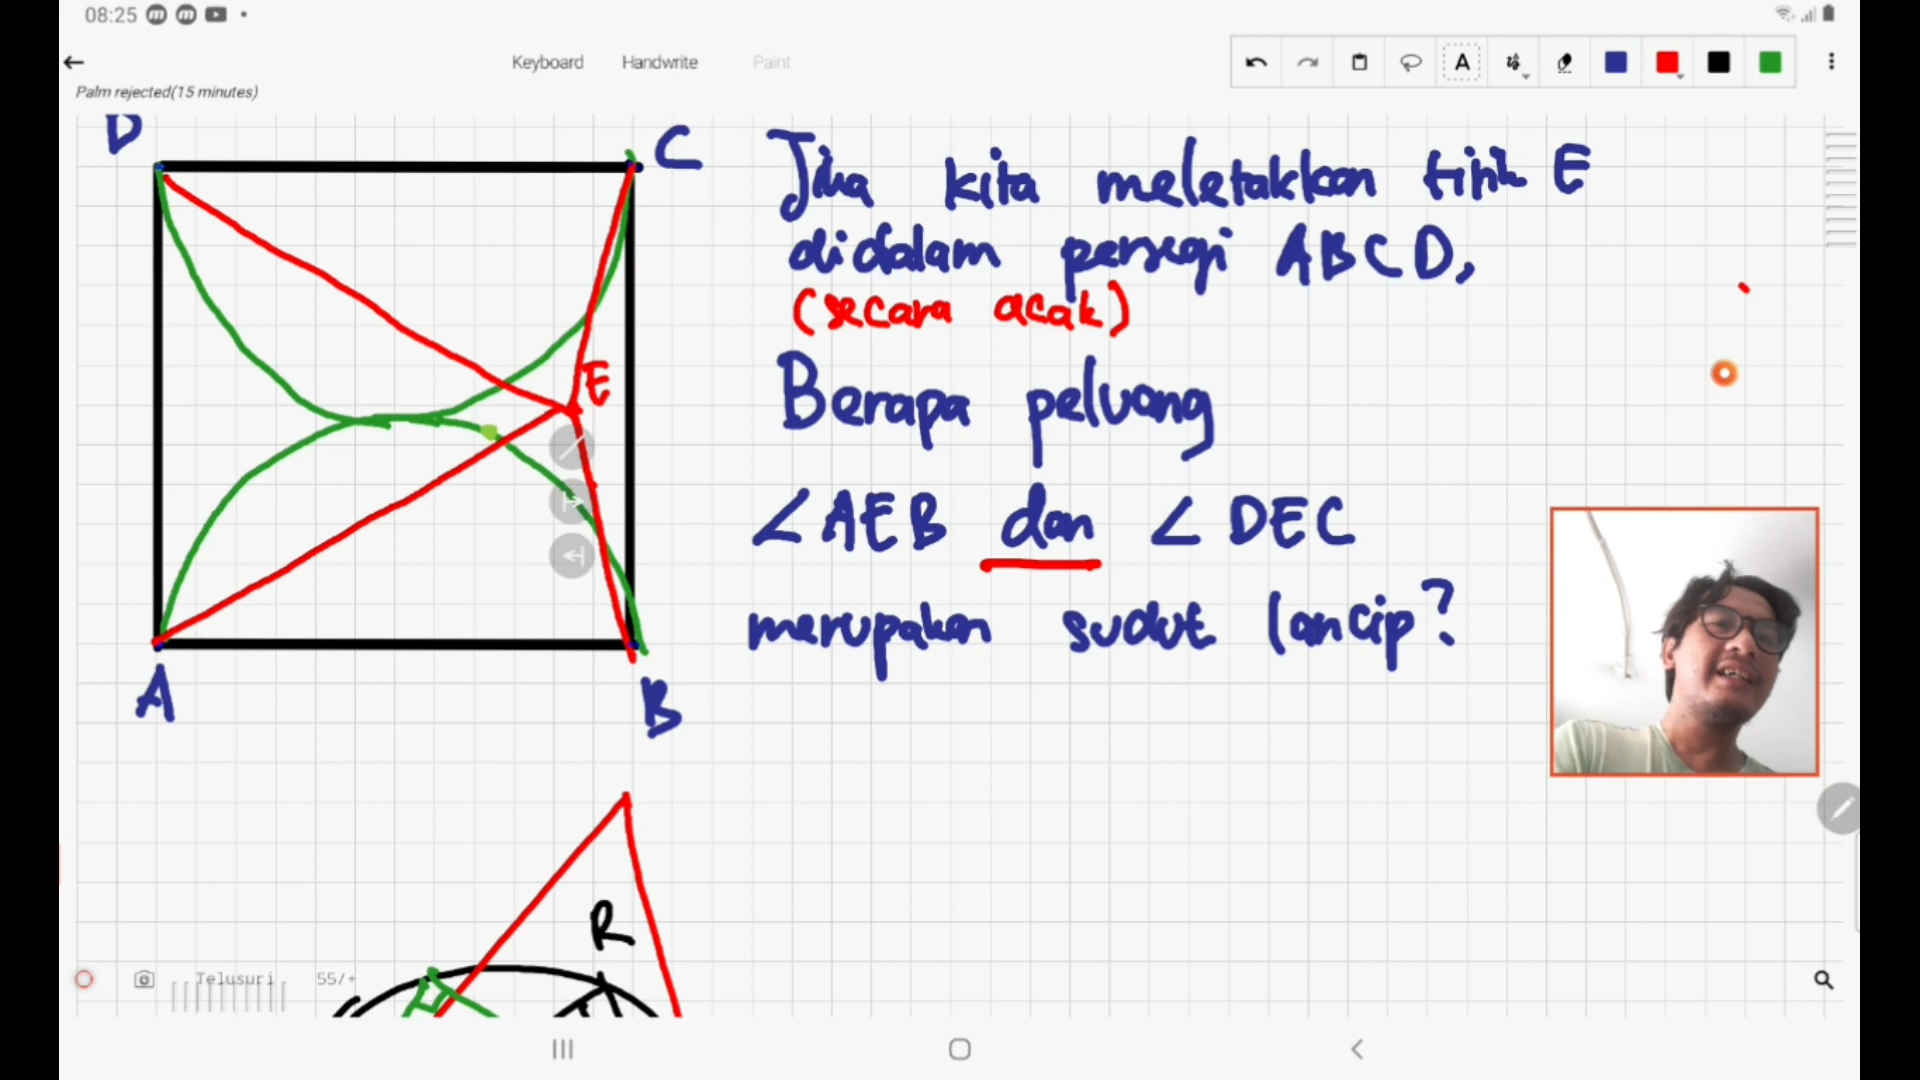 08:25
Keyboard Handwrite Paint
A
Palm rejected(15 minutes)
D
C
Jika kita meletakkan titik E
didalam persegi ABCD,
(secara acak)
E
Berapa peluang
∠AEB dan ∠DEC
merupakan sudut lancip?
A
B
R
Telusuri 55/+